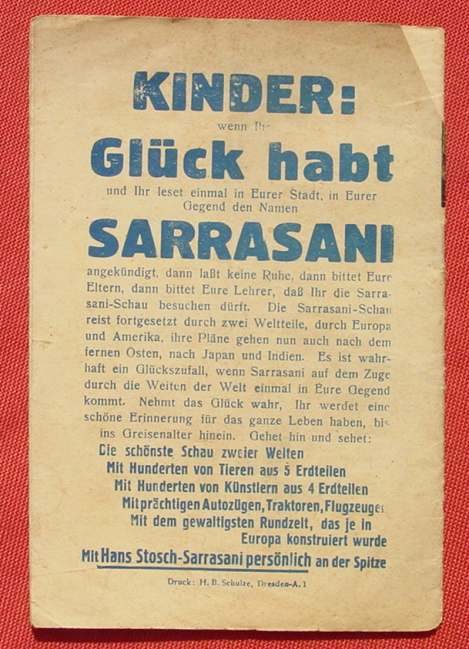 KINDER:
wenn Ihr
Glück habt
und Ihr leset einmal in Eurer Stadt, in Eurer
Gegend den Namen
SARRASANI
angekündigt, dann laßt keine Ruhe, dann bittet Eure
Eltern, dann bittet Eure Lehrer, daß Ihr die Sarra-
sani-Schau besuchen dürft. Die Sarrasani-Schau
reist fortgesetzt durch zwei Weltteile, durch Europa
und Amerika, ihre Pläne gehen nun auch nach dem
fernen Osten, nach Japan und Indien. Es ist wahr-
haft ein Glückszufall, wenn Sarrasani auf dem Zuge
durch die Weiten der Welt einmal in Eure Gegend
kommt. Nehmt das Glück wahr, Ihr werdet eine
schöne Erinnerung für das ganze Leben haben, bis
ins Greisenalter hinein. Gehet hin und sehet:
Die schönste Schau zweier Welten
Mit Hunderten von Tieren aus 5 Erdteilen
Mit Hunderten von Künstlern aus 4 Erdteilen
Mit prächtigen Autozügen, Traktoren, Flugzeugen
Mit dem gewaltigsten Rundzelt, das je in
Europa konstruiert wurde
Mit Hans Stosch-Sarrasani persönlich an der Spitze
Druck: H. B. Schulze, Dresden-A. 1